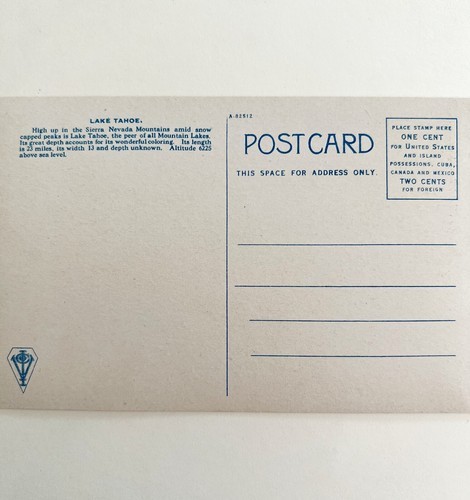 LAKE TAHOE.
High up in the Sierra Nevada Mountains amid snow
capped peaks is Lake Tahoe, the peer of all Mountain Lakes.
Its great depth accounts for its wonderful coloring. Its length
is 23 miles, its width 13 and depth unknown. Altitude 6225
above sea level.
A-82912
POST CARD
THIS SPACE FOR ADDRESS ONLY.
PLACE STAMP HERE
ONE CENT
FOR UNITED STATES
AND ISLAND
POSSESSIONS, CUBA,
CANADA AND MEXICO
TWO CENTS
FOR FOREIGN